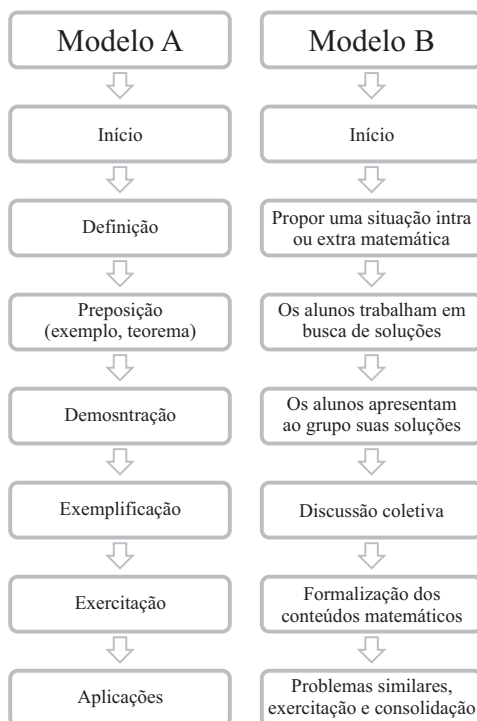 Modelo A
Início
Definição
Preposição
(exemplo, teorema)
Demosntração
Exemplificação
Exercitação
Aplicações
Modelo B
Início
Propor uma situação intra
ou extra matemática
Os alunos trabalham em
busca de soluções
Os alunos apresentam
ao grupo suas soluções
Discussão coletiva
Formalização dos
conteúdos matemáticos
Problemas similares,
exercitação e consolidação